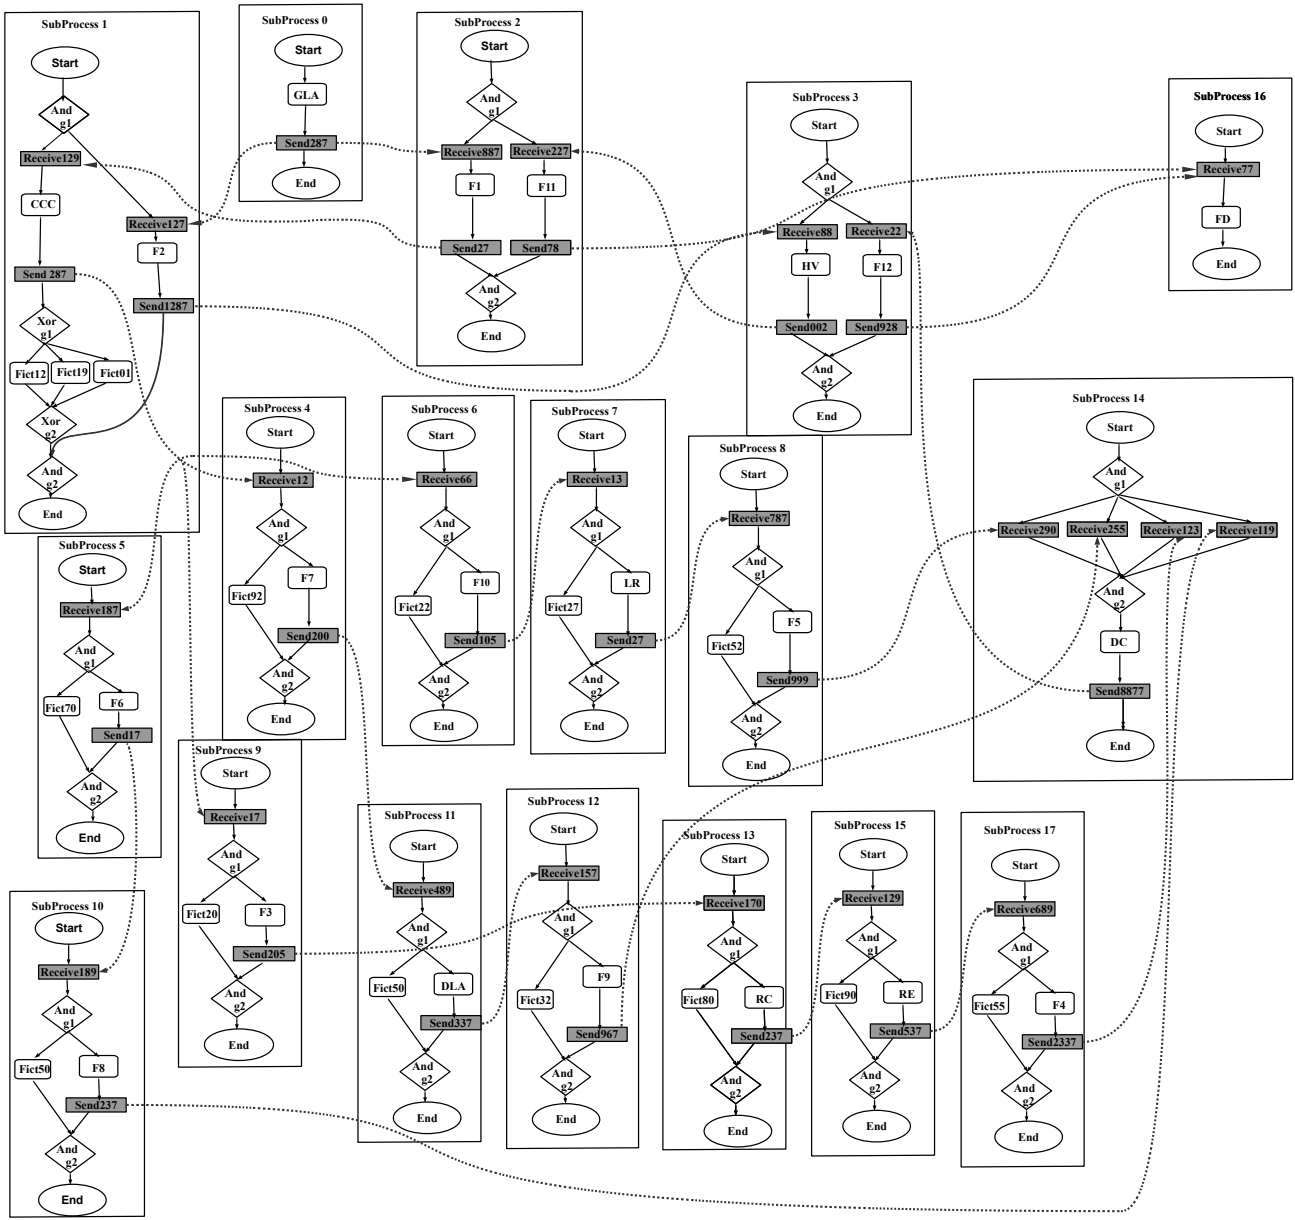 SubProcess 1
Start
And
g1
Receive129
CCC
Receive127
F2
Send 287
Send1287
Xor
g1
Fict12
Fict19
Fict01
Xor
g2
And
g2
End
SubProcess 0
Start
GLA
Send287
End
SubProcess 2
Start
And
g1
Receive887
Receive227
F1
F11
Send27
Send78
And
g2
End
SubProcess 3
Start
And
g1
Receive88
Receive22
HV
F12
Send002
Send928
And
g2
End
SubProcess 16
Start
Receive77
FD
End
SubProcess 4
Start
Receive12
And
g1
F7
Fict92
Send200
And
g2
End
SubProcess 6
Start
Receive66
And
g1
F10
Fict22
Send105
And
g2
End
SubProcess 7
Start
Receive13
And
g1
LR
Fict27
Send27
And
g2
End
SubProcess 8
Start
Receive787
And
g1
F5
Fict52
Send999
And
g2
End
SubProcess 14
Start
And
g1
Receive290
Receive255
Receive123
Receive119
And
g2
DC
Send8877
End
SubProcess 5
Start
Receive187
And
g1
Fict70
F6
Send17
And
g2
End
SubProcess 9
Start
Receive17
And
g1
Fict20
F3
Send205
And
g2
End
SubProcess 11
Start
Receive489
And
g1
Fict50
DLA
Send337
And
g2
End
SubProcess 12
Start
Receive157
And
g1
F9
Fict32
Send967
And
g2
End
SubProcess 13
Start
Receive170
And
g1
Fict80
RC
Send237
And
g2
End
SubProcess 15
Start
Receive129
And
g1
Fict90
RE
Send537
And
g2
End
SubProcess 17
Start
Receive689
And
g1
Fict55
F4
Send2337
And
g2
End
SubProcess 10
Start
Receive189
And
g1
Fict50
F8
Send237
And
g2
End